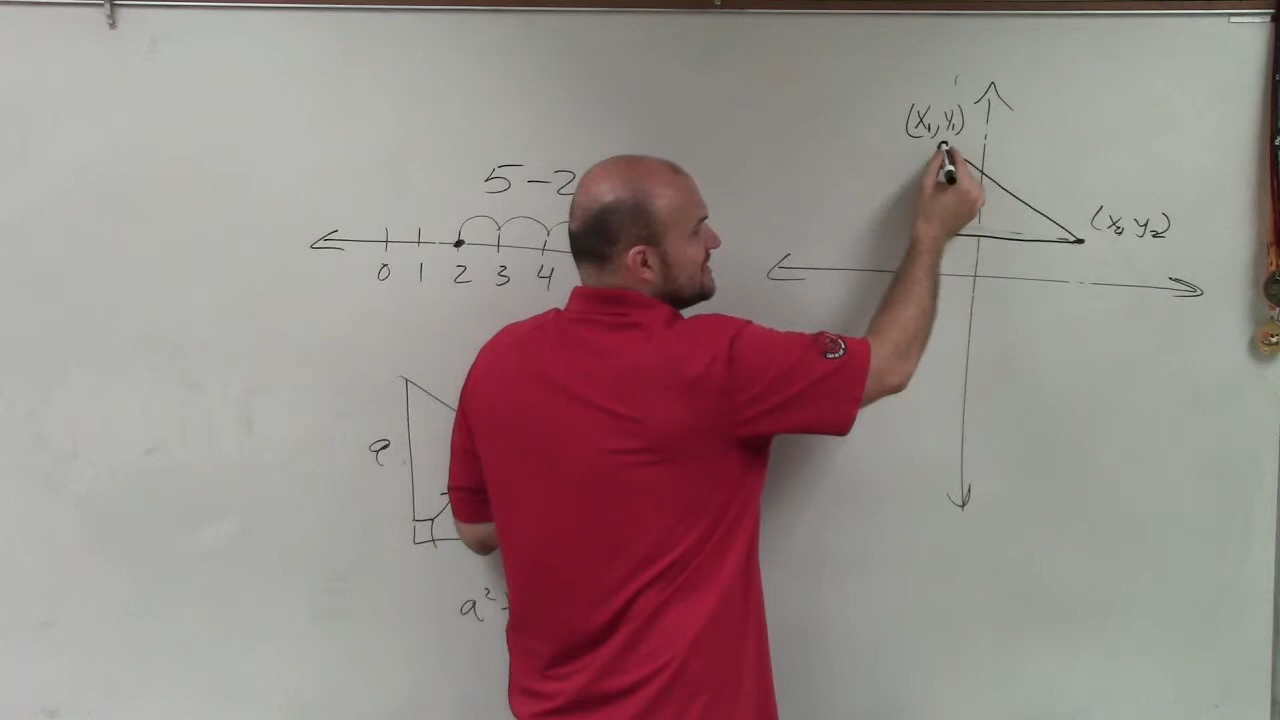 5-2
0 1 2 3 4
a
a²
(x₁, y₁)
(x₂ y₂)